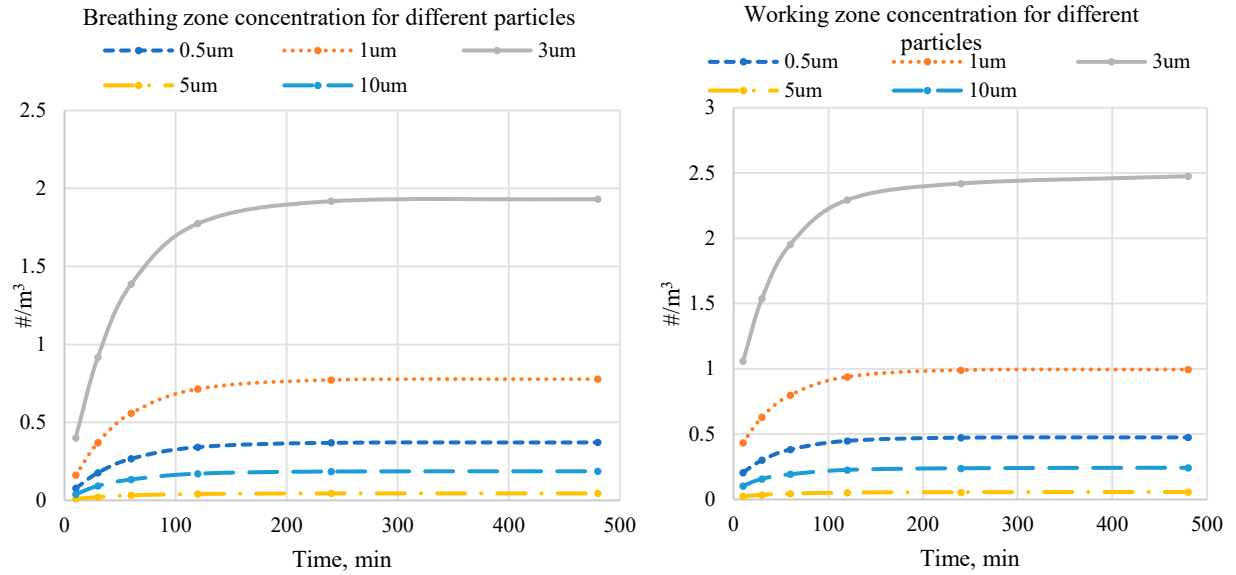 Breathing zone concentration for different particles
0.5um 1um 3um
5um 10um
2.5
2
1.5
1
0.5
0
#/m³
0 100 200 300 400 500
Time, min
Working zone concentration for different
particles
0.5um 1um 3um
5um 10um
3
2.5
2
1.5
1
0.5
0
#/m³
0 100 200 300 400 500
Time, min